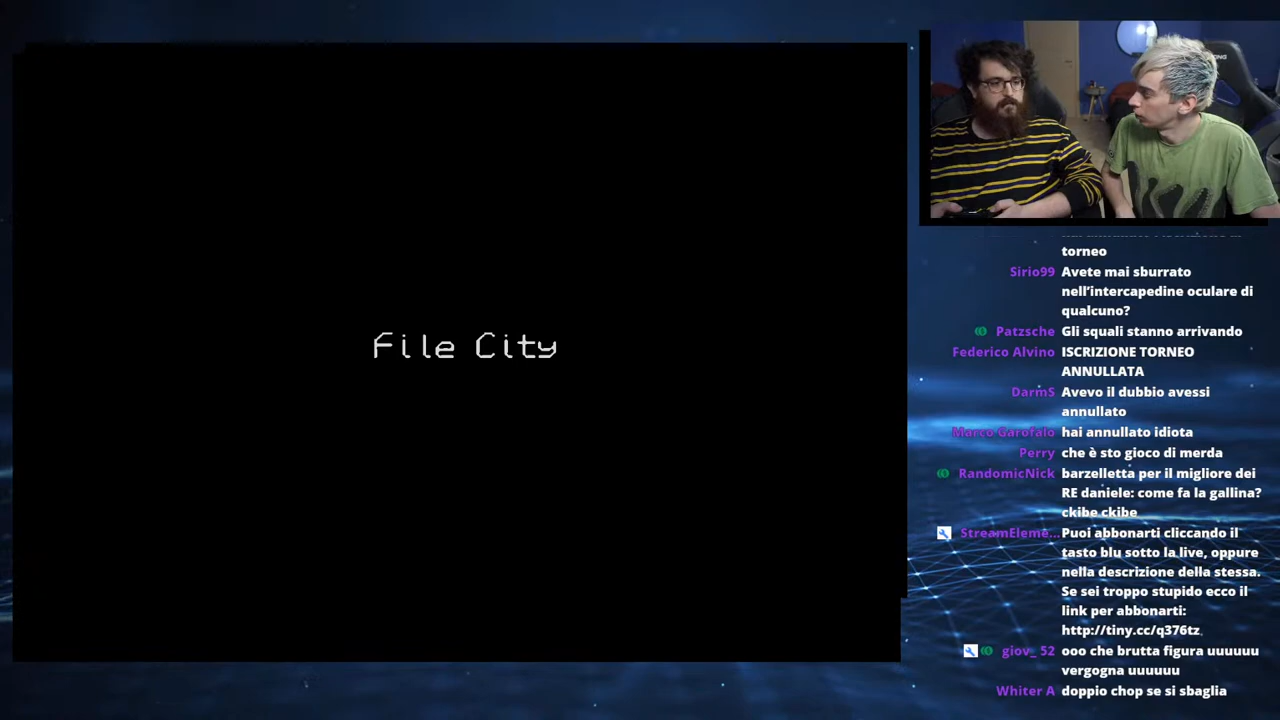 File City
torneo
Sirio99 Avete mai sburrato
nell'intercapedine oculare di
qualcuno?
Patzsche Gli squali stanno arrivando
Federico Alvino ISCRIZIONE TORNEO
ANNULLATA
DarmS Avevo il dubbio avessi
annullato
Marco Garofalo hai annullato idiota
Perry che è sto gioco di merda
RandomicNick barzelletta per il migliore dei
RE daniele: come fa la gallina?
ckibe ckibe
StreamEleme... Puoi abbonarti cliccando il
tasto blu sotto la live, oppure
nella descrizione della stessa.
Se sei troppo stupido ecco il
link per abbonarti:
http://tiny.cc/q376tz
giov_ 52 ooo che brutta figura uuuuuu
vergogna uuuuuu
Whiter A doppio chop se si sbaglia